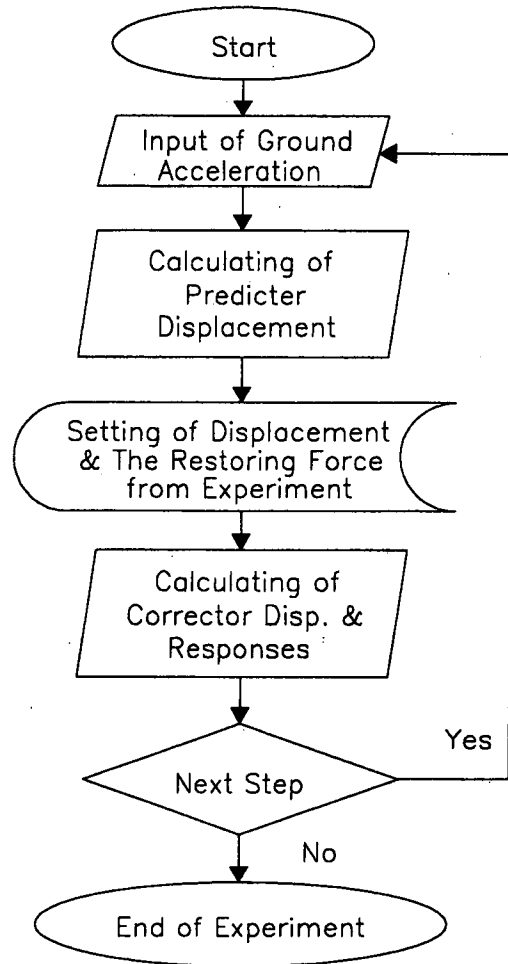 Start
Input of Ground
Acceleration
Calculating of
Predicter
Displacement
Setting of Displacement
& The Restoring Force
from Experiment
Calculating of
Corrector Disp. &
Responses
Yes
Next Step
No
End of Experiment